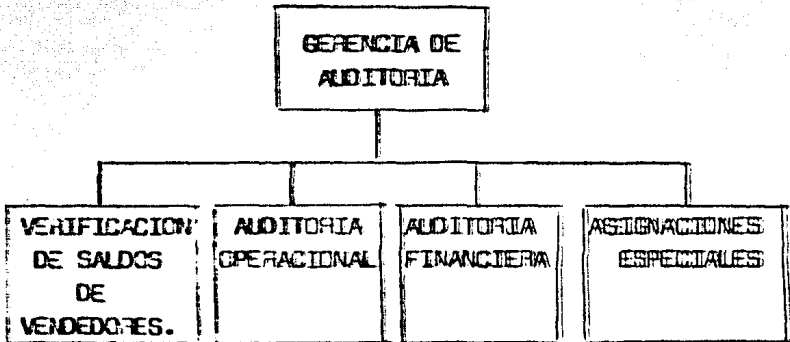 GERENCIA DE
AUDITORIA
VERIFICACION
DE SALDOS
DE
VENDEDORES.
AUDITORIA
OPERACIONAL
AUDITORIA
FINANCIERA
ASIGNACIONES
ESPECIALES